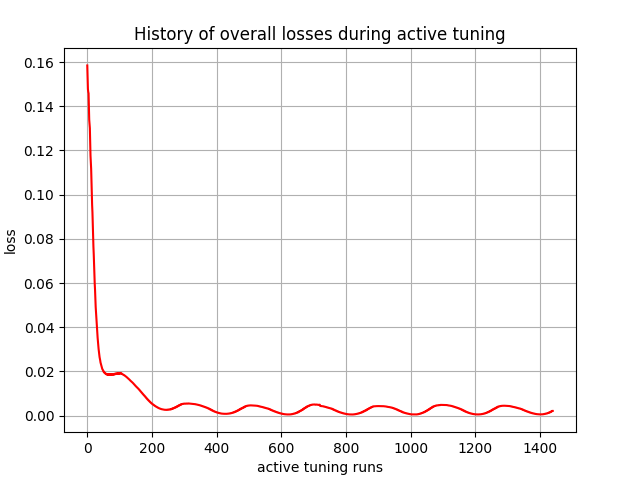 History of overall losses during active tuning
0.16
0.14
0.12
0.10
0.08
0.06
0.04
0.02
0.00
loss
0 200 400 600 800 1000 1200 1400
active tuning runs